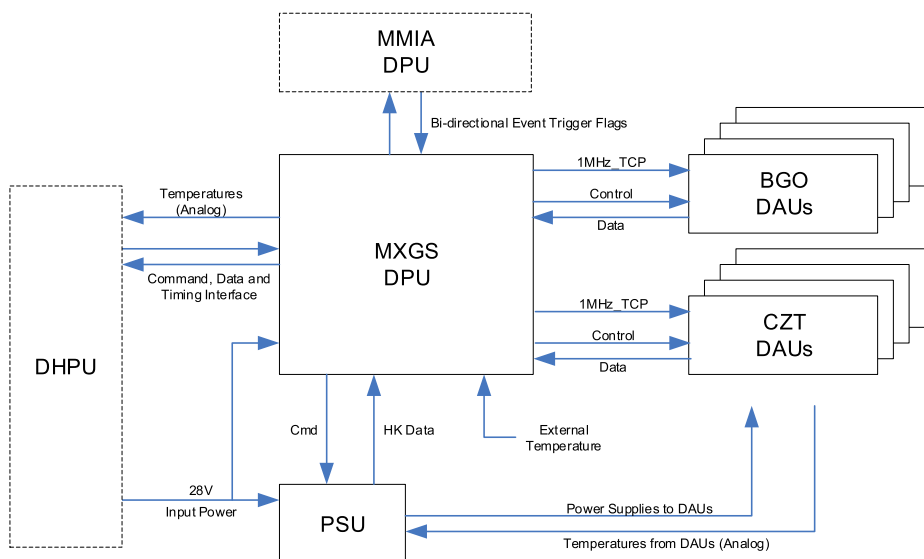 MMIA
DPU
Bi-directional Event Trigger Flags
1MHz_TCP
Control
Data
BGO
DAUs
Temperatures
(Analog)
MXGS
DPU
Command, Data and
Timing Interface
1MHz_TCP
Control
Data
CZT
DAUs
DHPU
Cmd
HK Data
External
Temperature
28V
Input Power
PSU
Power Supplies to DAUs
Temperatures from DAUs (Analog)